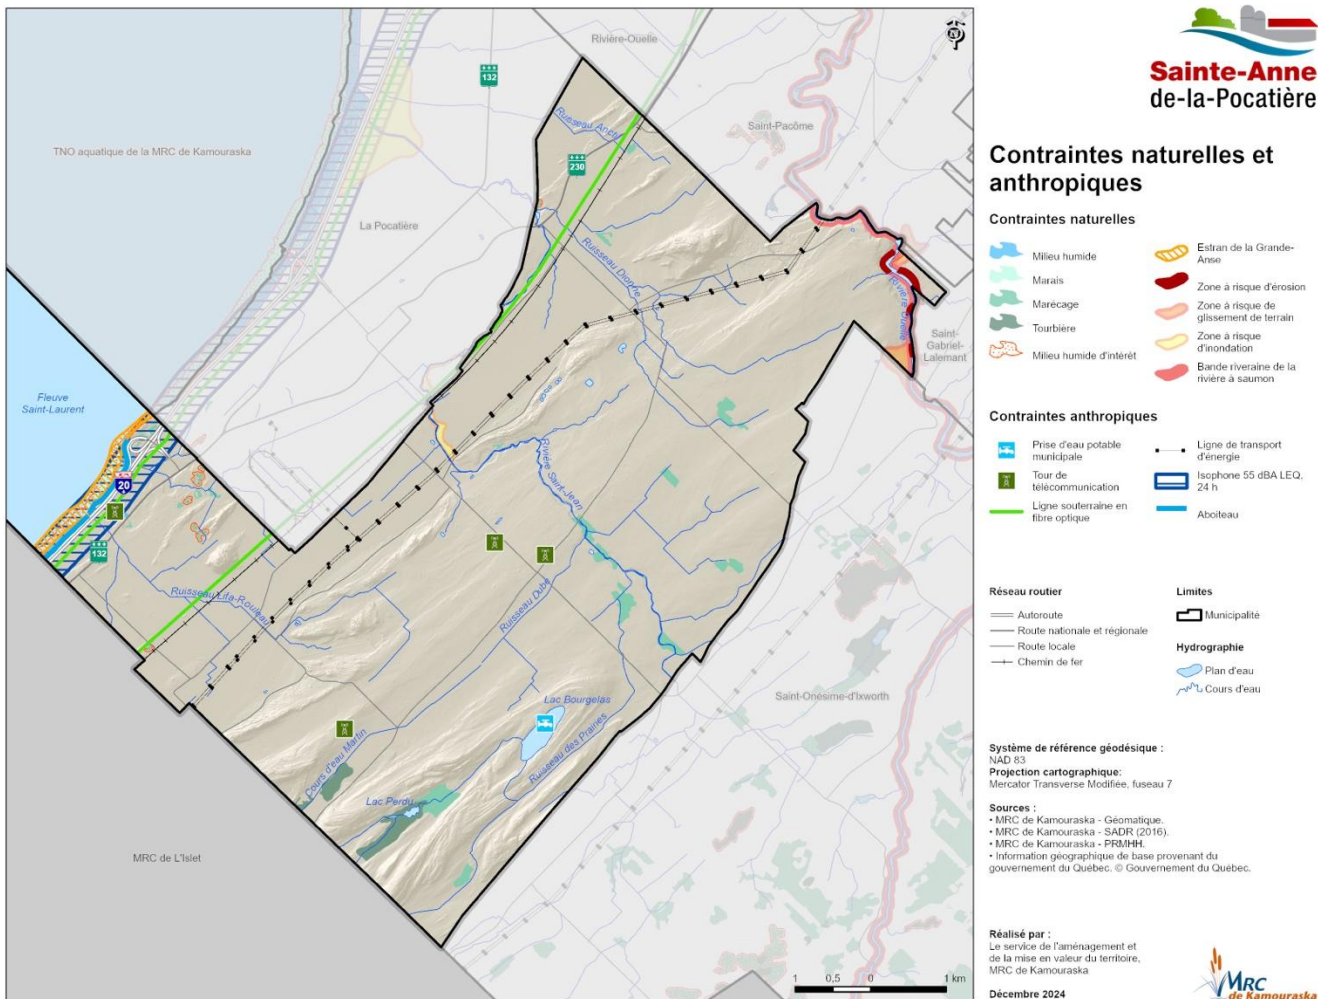 Rivière-Ouelle
132
TNO aquatique de la MRC de Kamouraska
Saint-Pacôme
Ruisseau Ancti
230
La Pocatière
Ruisseau Dionne
Rivière Ouelle
Saint-
Gabriel-
Lalemant
Fleuve
Saint-Laurent
20
132
Rivière Saint-Jean
Ruisseau Lifa-Rouleau
Ruisseau Dubé
Saint-Onésime-d'Ixworth
Lac Bourgelas
Ruisseau des Prairies
Cours d'eau Martin
Lac Perdu
MRC de L'Islet
1 0,5 0 1 km
N
Sainte-Anne
de-la-Pocatière
Contraintes naturelles et
anthropiques
Contraintes naturelles
Milieu humide
Marais
Marécage
Tourbière
Milieu humide d'intérêt
Estran de la Grande-
Anse
Zone à risque d'érosion
Zone à risque de
glissement de terrain
Zone à risque
d'inondation
Bande riveraine de la
rivière à saumon
Contraintes anthropiques
Prise d'eau potable
municipale
Tour de
télécommunication
Ligne souterraine en
fibre optique
Ligne de transport
d'énergie
Isophone 55 dBA LEQ,
24 h
Aboiteau
Réseau routier
Autoroute
Route nationale et régionale
Route locale
Chemin de fer
Limites
Municipalité
Hydrographie
Plan d'eau
Cours d'eau
Système de référence géodésique :
NAD 83
Projection cartographique:
Mercator Transverse Modifiée, fuseau 7
Sources :
• MRC de Kamouraska - Géomatique.
• MRC de Kamouraska - SADR (2016).
• MRC de Kamouraska - PRMHH.
• Information géographique de base provenant du
gouvernement du Québec. © Gouvernement du Québec.
Réalisé par :
Le service de l'aménagement et
de la mise en valeur du territoire,
MRC de Kamouraska
Décembre 2024
MRC
de Kamouraska